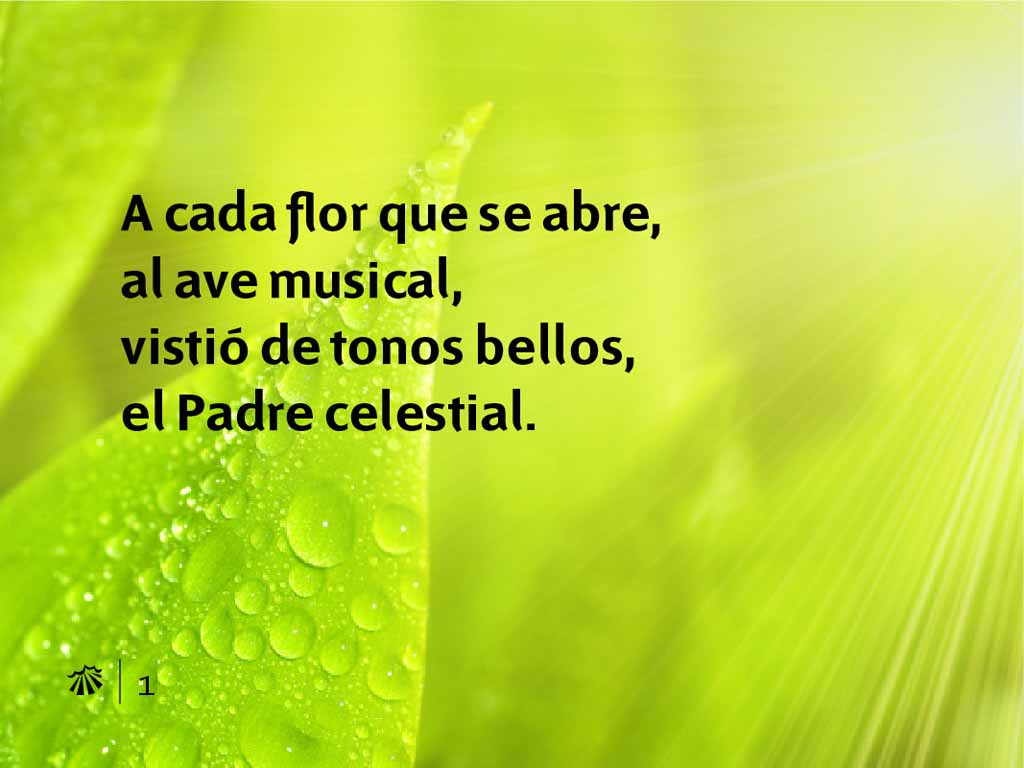 A cada flor que se abre,
al ave musical,
vistió de tonos bellos,
el Padre celestial.
1